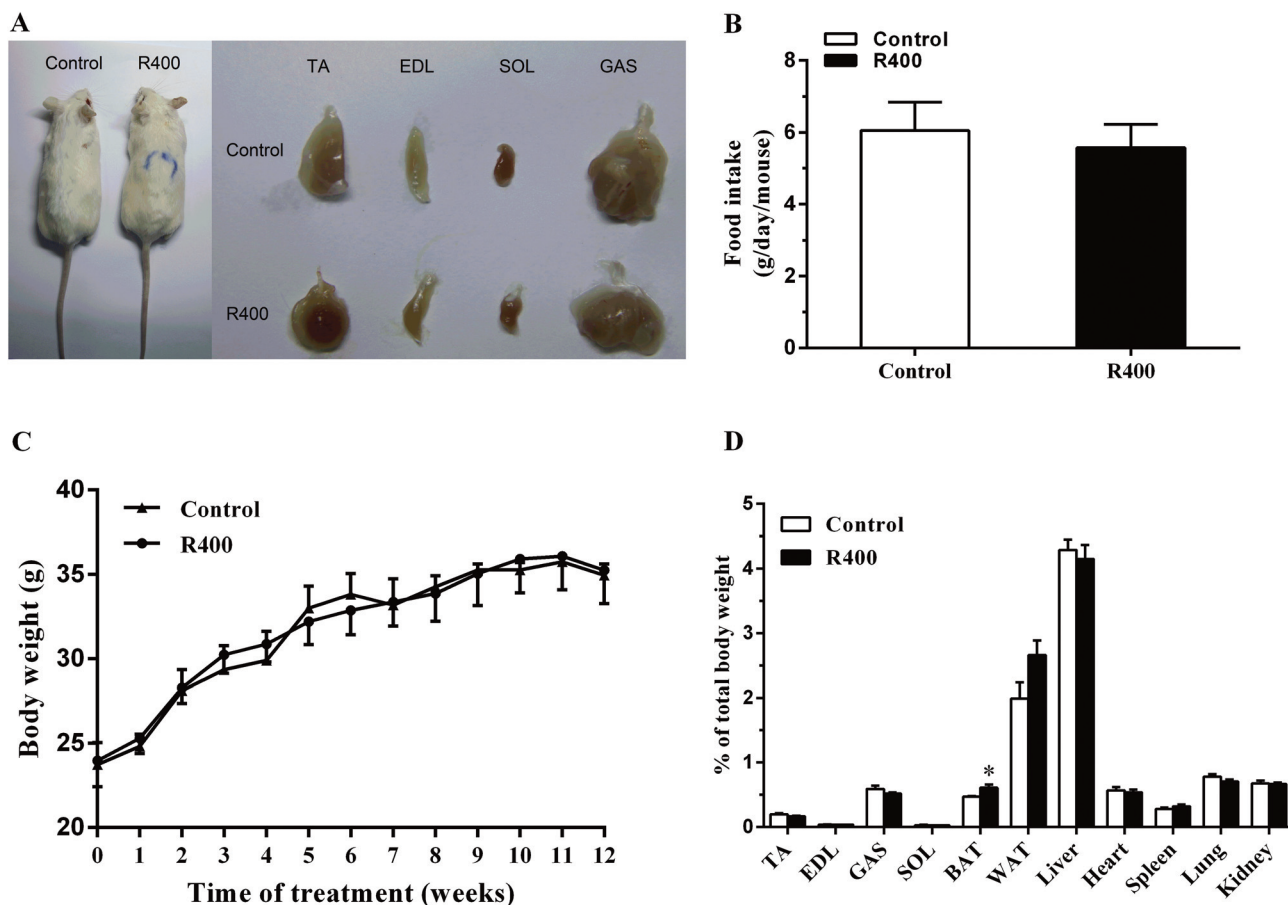 A
Control R400
TA EDL SOL GAS
Control
R400
B
Control
R400
Food intake
(g/day/mouse)
8
6
4
2
0
Control R400
C
Body weight (g)
40
35
30
25
20
Control
R400
0 1 2 3 4 5 6 7 8 9 10 11 12
Time of treatment (weeks)
D
% of total body weight
5
4
3
2
1
0
Control
R400
*
TA EDL GAS SOL BAT WAT Liver Heart Spleen Lung Kidney